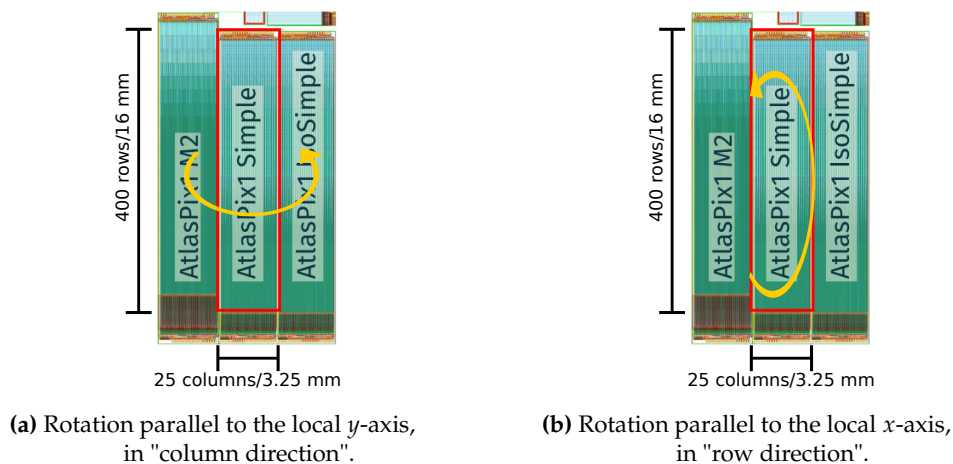 400 rows/16 mm
AtlasPix1 M2
AtlasPix1 Simple
AtlasPix1 IsoSimple
25 columns/3.25 mm
(a) Rotation parallel to the local y-axis,
in "column direction".
400 rows/16 mm
AtlasPix1 M2
AtlasPix1 Simple
AtlasPix1 IsoSimple
25 columns/3.25 mm
(b) Rotation parallel to the local x-axis,
in "row direction".